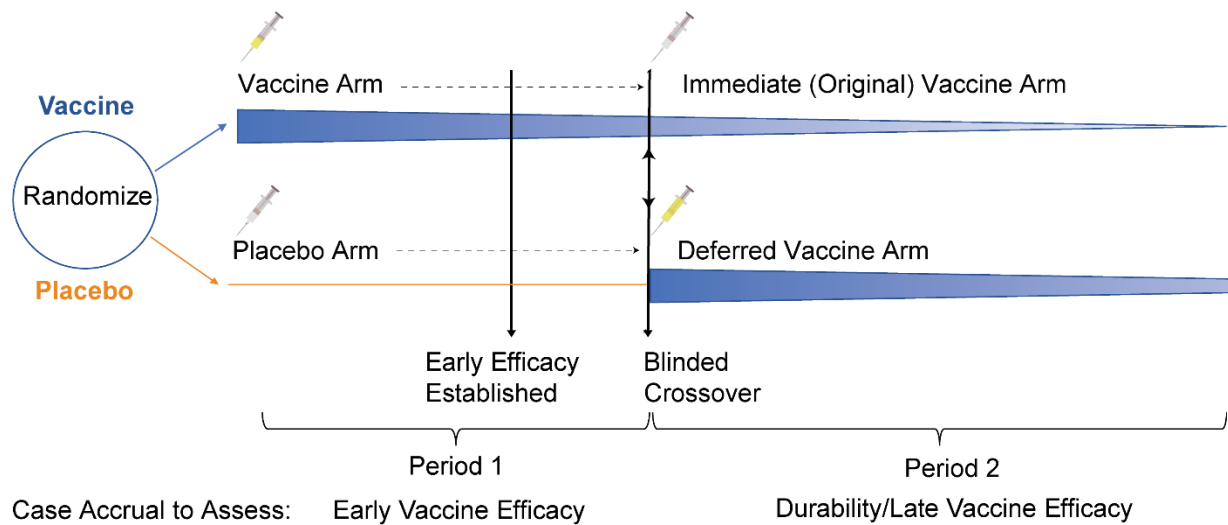 Vaccine
Randomize
Placebo
Vaccine Arm
Immediate (Original) Vaccine Arm
Placebo Arm
Deferred Vaccine Arm
Early Efficacy
Established
Blinded
Crossover
Period 1
Period 2
Case Accrual to Assess:
Early Vaccine Efficacy
Durability/Late Vaccine Efficacy